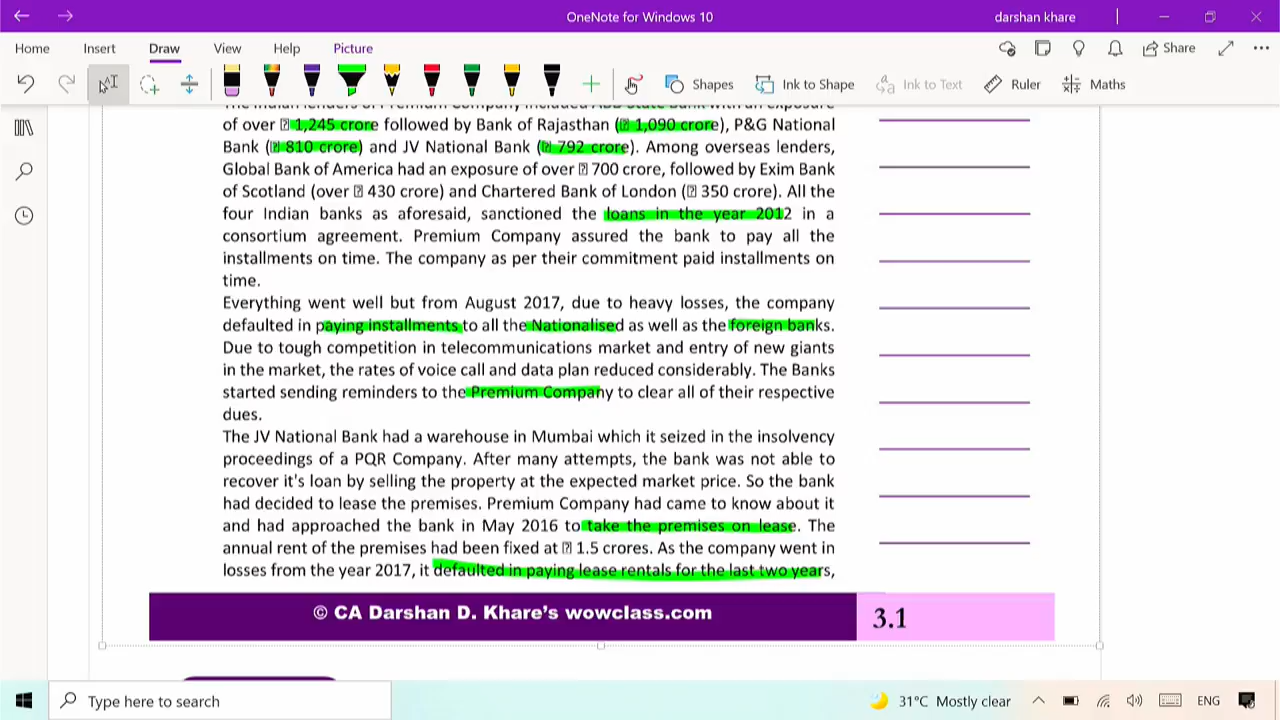 OneNote for Windows 10
darshan khare
Home
Insert
Draw
View
Help
Picture
Share
Shapes
Ink to Shape
Ink to Text
Ruler
Maths
The Indian lenders of Premium Company included ABD State Bank with an exposure
of over 1,245 crore followed by Bank of Rajasthan (1,090 crore), P&G National
Bank (810 crore) and JV National Bank (792 crore). Among overseas lenders,
Global Bank of America had an exposure of over 700 crore, followed by Exim Bank
of Scotland (over 430 crore) and Chartered Bank of London (350 crore). All the
four Indian banks as aforesaid, sanctioned the loans in the year 2012 in a
consortium agreement. Premium Company assured the bank to pay all the
installments on time. The company as per their commitment paid installments on
time.
Everything went well but from August 2017, due to heavy losses, the company
defaulted in paying installments to all the Nationalised as well as the foreign banks.
Due to tough competition in telecommunications market and entry of new giants
in the market, the rates of voice call and data plan reduced considerably. The Banks
started sending reminders to the Premium Company to clear all of their respective
dues.
The JV National Bank had a warehouse in Mumbai which it seized in the insolvency
proceedings of a PQR Company. After many attempts, the bank was not able to
recover it's loan by selling the property at the expected market price. So the bank
had decided to lease the premises. Premium Company had came to know about it
and had approached the bank in May 2016 to take the premises on lease. The
annual rent of the premises had been fixed at 1.5 crores. As the company went in
losses from the year 2017, it defaulted in paying lease rentals for the last two years,
© CA Darshan D. Khare's wowclass.com
3.1
Type here to search
31°C Mostly clear
ENG